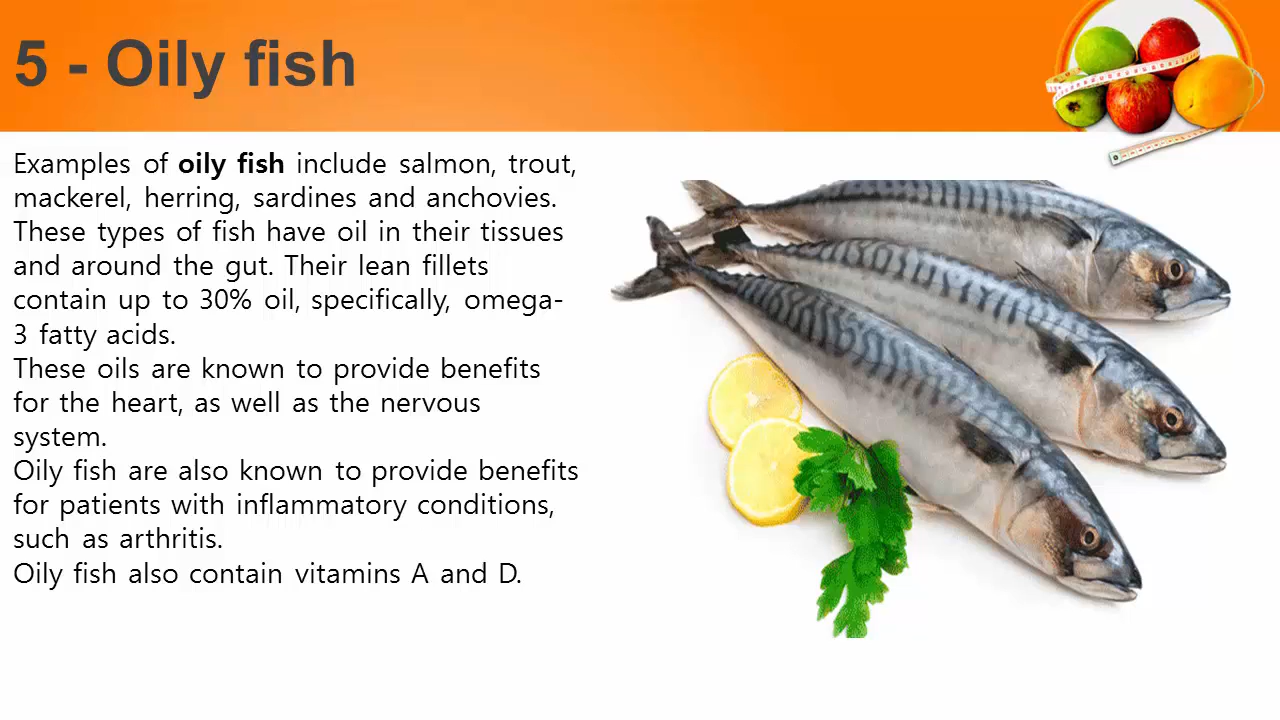 5 - Oily fish
Examples of oily fish include salmon, trout,
mackerel, herring, sardines and anchovies.
These types of fish have oil in their tissues
and around the gut. Their lean fillets
contain up to 30% oil, specifically, omega-
3 fatty acids.
These oils are known to provide benefits
for the heart, as well as the nervous
system.
Oily fish are also known to provide benefits
for patients with inflammatory conditions,
such as arthritis.
Oily fish also contain vitamins A and D.